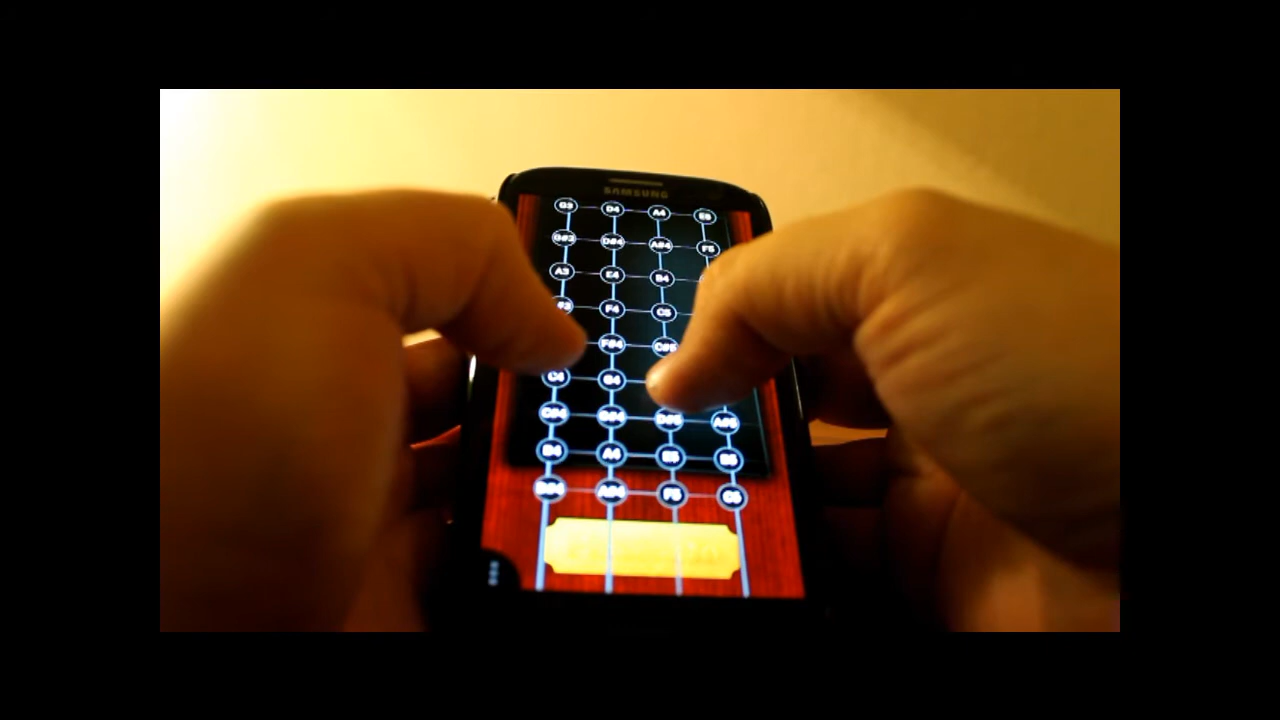 SAMSUNG
G3 D4 A4 E5
G#3 D#4 A#4 F5
A3 E4 B4
F4 C5
F#4 C#5
C4 G4
C#4 G#4 D#5 A#5
D4 A4 E5 B5
D#4 A#4 F5 C6